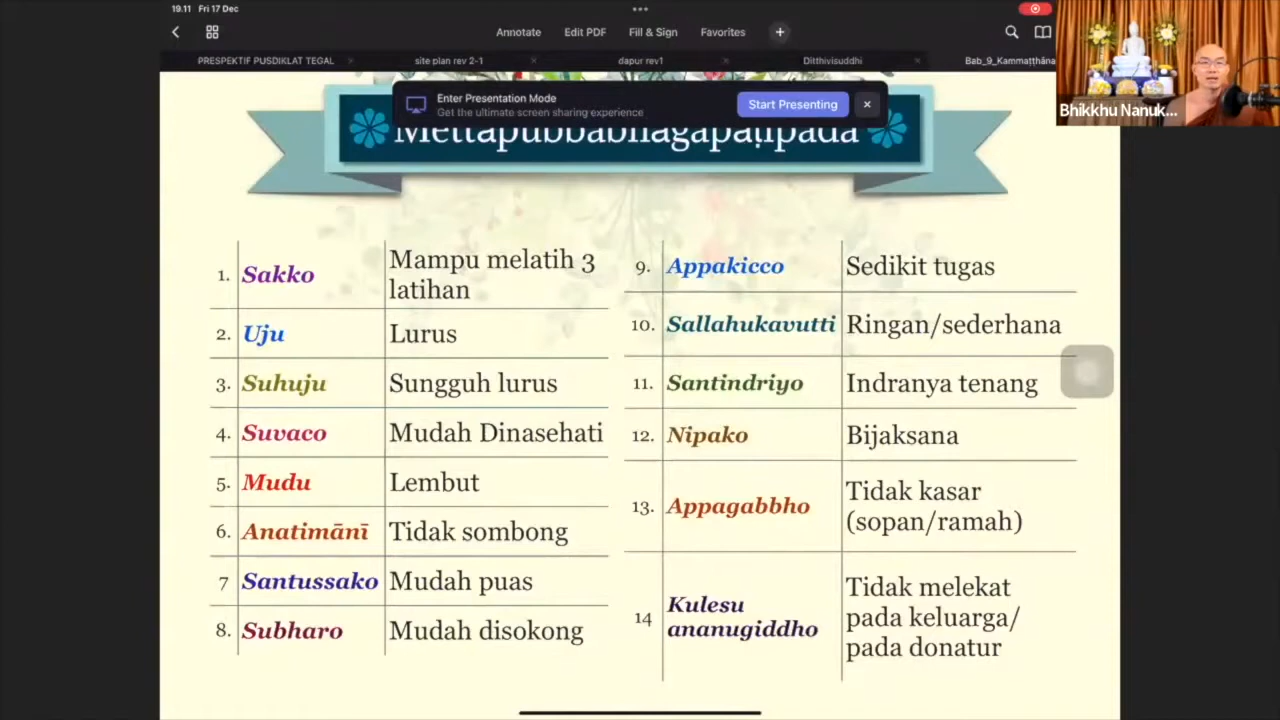 19.11 Fri 17 Dec
Annotate
Edit PDF
Fill & Sign
Favorites
PRESPEKTIF PUSDIKLAT TEGAL
site plan rev 2-1
dapur rev1
Ditthivisuddhi
Bab_9_Kammaṭṭhāna
Bhikkhu Nanuk...
Enter Presentation Mode
Get the ultimate screen sharing experience
Start Presenting
Mettāpubbabhāgapaṭipadā
1. Sakko Mampu melatih 3
latihan
2. Uju Lurus
3. Suhuju Sungguh lurus
4. Suvaco Mudah Dinasehati
5. Mudu Lembut
6. Anatimānī Tidak sombong
7 Santussako Mudah puas
8. Subharo Mudah disokong
9. Appakicco Sedikit tugas
10. Sallahukavutti Ringan/sederhana
11. Santindriyo Indranya tenang
12. Nipako Bijaksana
13. Appagabbho Tidak kasar
(sopan/ramah)
14 Kulesu
ananugiddho
Tidak melekat
pada keluarga/
pada donatur